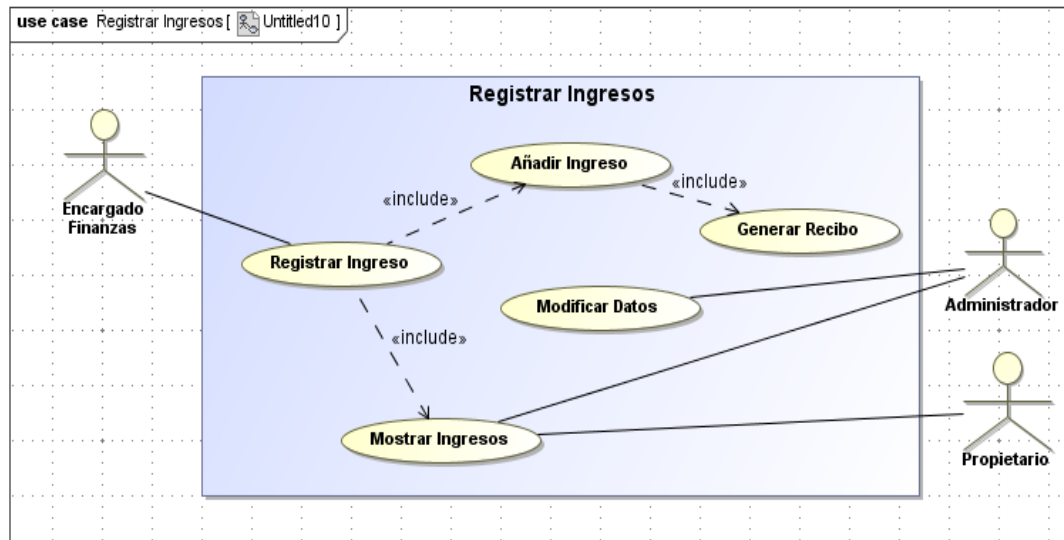 use case Registrar Ingresos [ Untitled10 ]
Registrar Ingresos
Encargado
Finanzas
Añadir Ingreso
«include»
«include»
Generar Recibo
Registrar Ingreso
Modificar Datos
Administrador
«include»
Mostrar Ingresos
Propietario